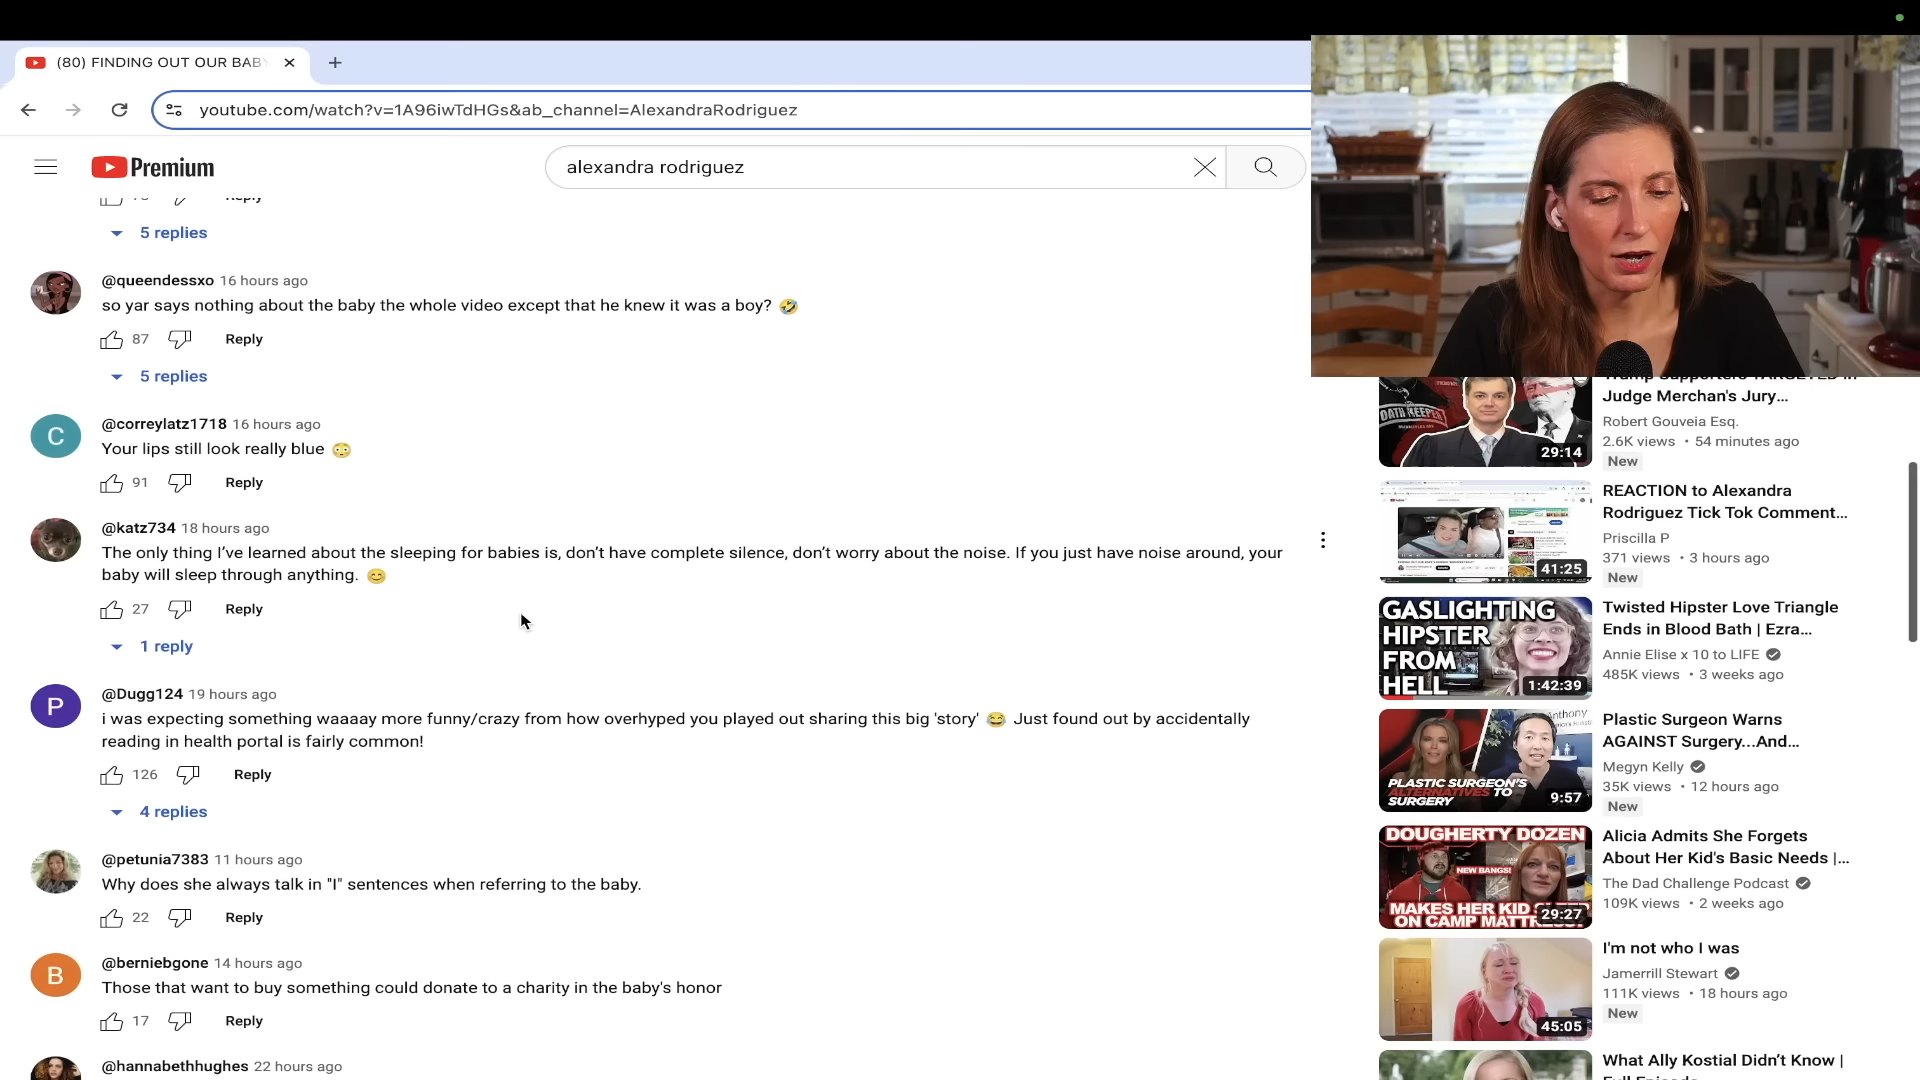 (80) FINDING OUT OUR BAB
youtube.com/watch?v=1A96iwTdHGs&ab_channel=AlexandraRodriguez
Premium
alexandra rodriguez
Reply
5 replies
@queendessxo 16 hours ago
so yar says nothing about the baby the whole video except that he knew it was a boy? 🤣
87 Reply
5 replies
C
@correylatz1718 16 hours ago
Your lips still look really blue 😳
91 Reply
@katz734 18 hours ago
The only thing I've learned about the sleeping for babies is, don't have complete silence, don't worry about the noise. If you just have noise around, your
baby will sleep through anything. 😊
27 Reply
1 reply
P
@Dugg124 19 hours ago
i was expecting something waaaay more funny/crazy from how overhyped you played out sharing this big 'story' 😂 Just found out by accidentally
reading in health portal is fairly common!
126 Reply
4 replies
@petunia7383 11 hours ago
Why does she always talk in "I" sentences when referring to the baby.
22 Reply
B
@berniebgone 14 hours ago
Those that want to buy something could donate to a charity in the baby's honor
17 Reply
@hannabethhughes 22 hours ago
OATH KEEPER
29:14
Trump Supporters TARGETED in
Judge Merchan's Jury...
Robert Gouveia Esq.
2.6K views • 54 minutes ago
New
41:25
REACTION to Alexandra
Rodriguez Tick Tok Comment...
Priscilla P
371 views • 3 hours ago
New
GASLIGHTING
HIPSTER
FROM
HELL
1:42:39
Twisted Hipster Love Triangle
Ends in Blood Bath | Ezra...
Annie Elise x 10 to LIFE
485K views • 3 weeks ago
Anthony
PLASTIC SURGEON'S
ALTERNATIVES TO
SURGERY
9:57
Plastic Surgeon Warns
AGAINST Surgery...And...
Megyn Kelly
35K views • 12 hours ago
New
DOUGHERTY DOZEN
NEW BANGS!
MAKES HER KID
ON CAMP
29:27
Alicia Admits She Forgets
About Her Kid's Basic Needs |...
The Dad Challenge Podcast
109K views • 2 weeks ago
45:05
I'm not who I was
Jamerrill Stewart
111K views • 18 hours ago
New
What Ally Kostial Didn't Know |